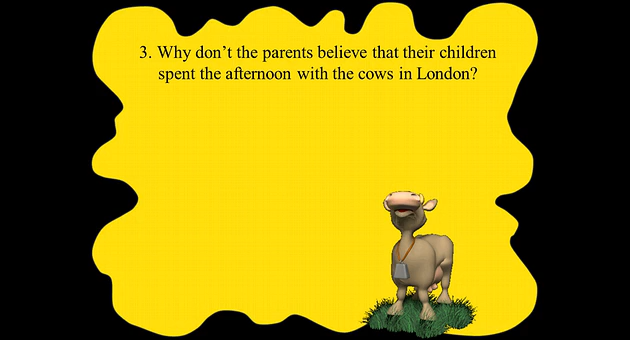 3. Why don’t the parents believe that their children
spent the afternoon with the cows in London?